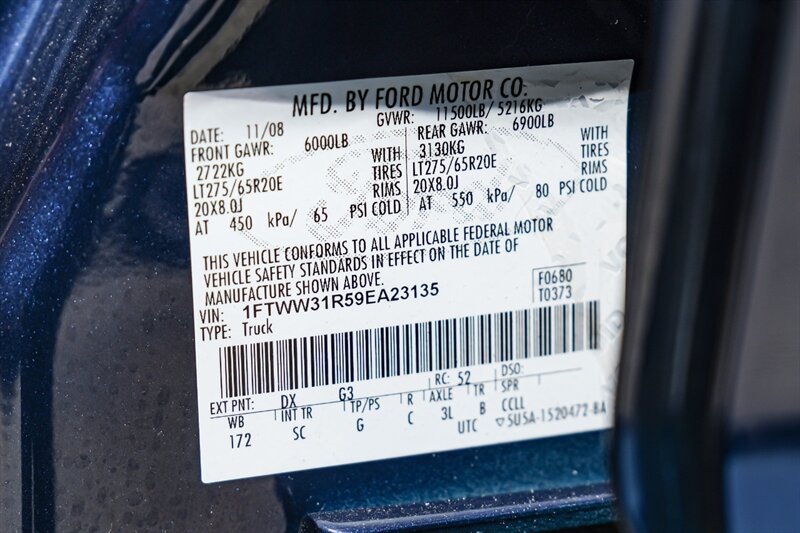 MFD. BY FORD MOTOR CO.
DATE: 11/08 GVWR: 11500LB/ 5216KG
FRONT GAWR: 6000LB REAR GAWR: 6900LB
2722KG WITH 3130KG WITH
LT275/65R20E TIRES LT275/65R20E TIRES
20X8.0J RIMS 20X8.0J RIMS
AT 450 kPa/ 65 PSI COLD AT 550 kPa/ 80 PSI COLD
THIS VEHICLE CONFORMS TO ALL APPLICABLE FEDERAL MOTOR
VEHICLE SAFETY STANDARDS IN EFFECT ON THE DATE OF
MANUFACTURE SHOWN ABOVE.
VIN: 1FTWW31R59EA23135 F0680
TYPE: Truck T0373
EXT PNT: DX G3 RC: 52 DSO:
WB INT TR TP/PS R AXLE TR SPR
172 SC G C 3L B CCLL
UTC ▽5U5A-1520472-BA